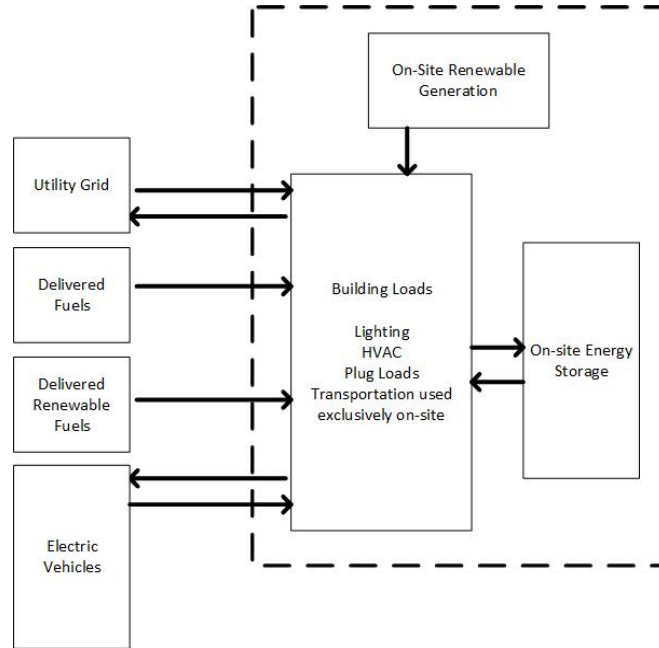 On-Site Renewable
Generation
Utility Grid
Delivered
Fuels
Delivered
Renewable
Fuels
Electric
Vehicles
Building Loads
Lighting
HVAC
Plug Loads
Transportation used
exclusively on-site
On-site Energy
Storage